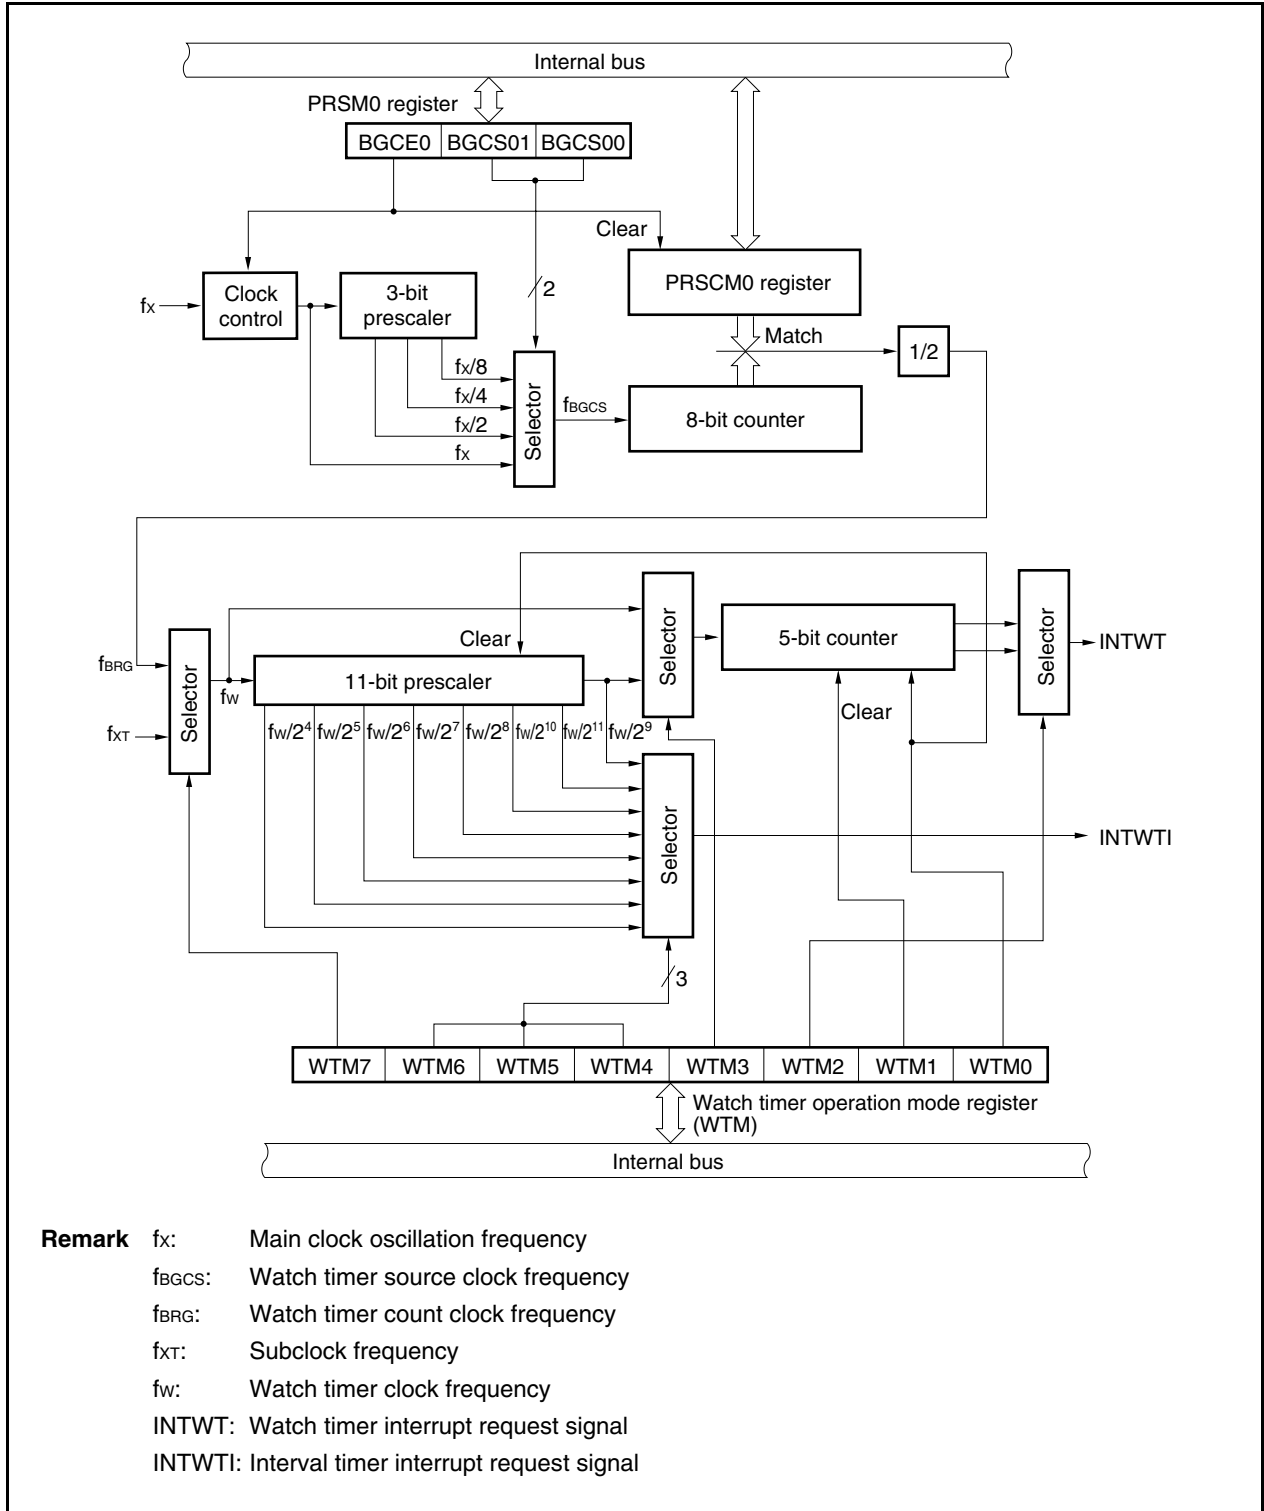 Internal bus
PRSM0 register
BGCE0 BGCS01 BGCS00
Clear
PRSCM0 register
2
fX
Clock
control
3-bit
prescaler
Match
1/2
fX/8
fX/4
fX/2
fX
Selector
fBGCS
8-bit counter
Selector
5-bit counter
Selector
INTWT
Clear
fBRG
Selector
fW
11-bit prescaler
fXT
Clear
fW/2⁴ fW/2⁵ fW/2⁶ fW/2⁷ fW/2⁸ fW/2¹⁰ fW/2¹¹ fW/2⁹
Selector
INTWTI
3
WTM7 WTM6 WTM5 WTM4 WTM3 WTM2 WTM1 WTM0
Watch timer operation mode register
(WTM)
Internal bus
Remark fX: Main clock oscillation frequency
fBGCS: Watch timer source clock frequency
fBRG: Watch timer count clock frequency
fXT: Subclock frequency
fW: Watch timer clock frequency
INTWT: Watch timer interrupt request signal
INTWTI: Interval timer interrupt request signal